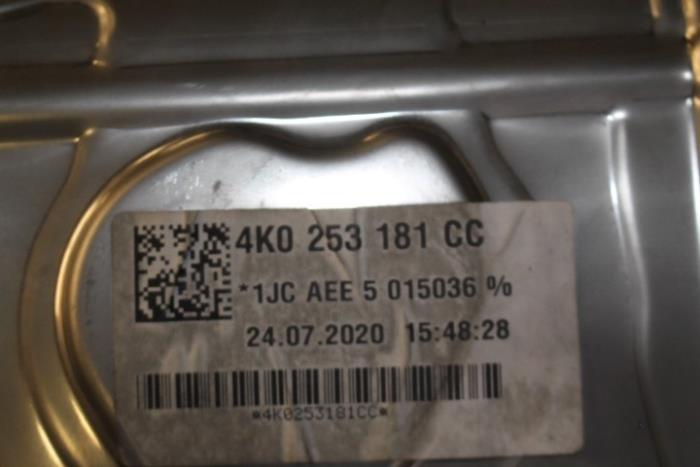 4K0 253 181 CC
*1JC AEE 5 015036 %
24.07.2020 15:48:28
*4K0253181CC*